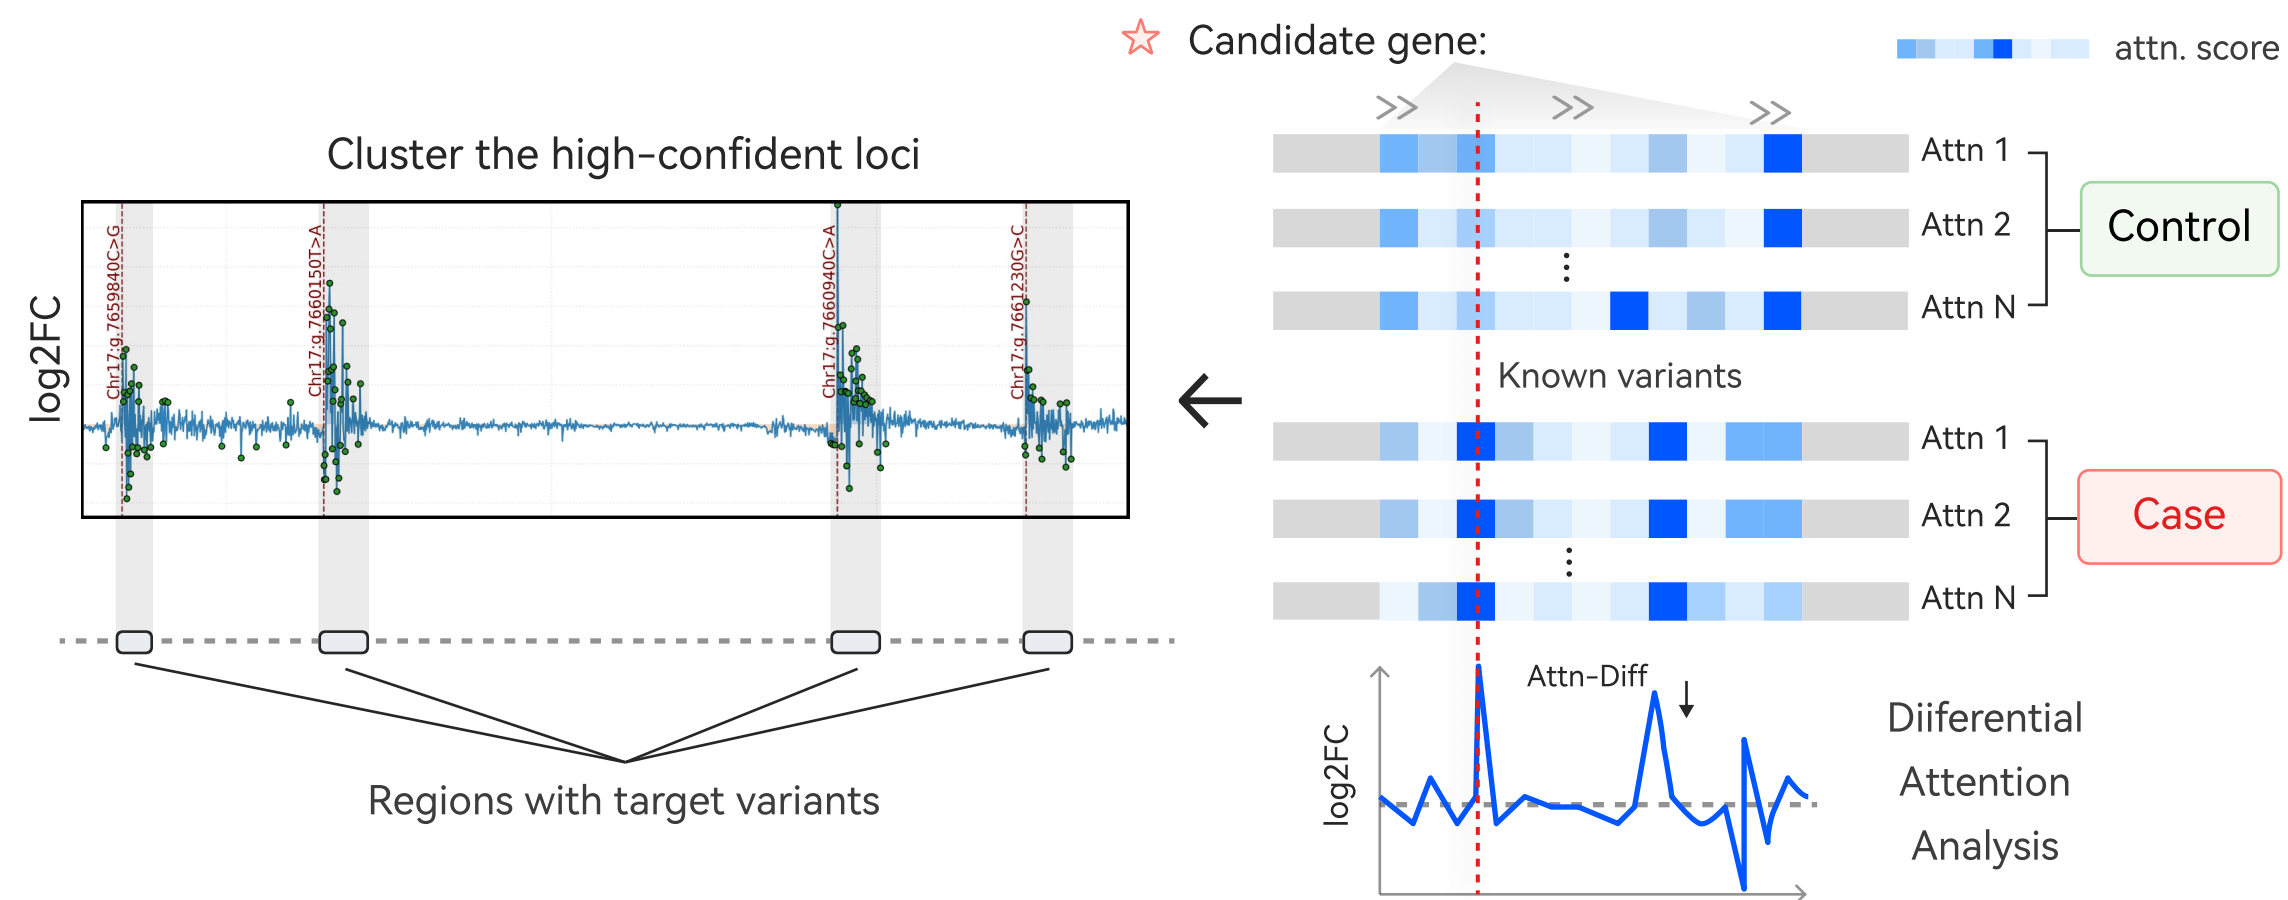 Candidate gene:
attn. score
Cluster the high-confident loci
log2FC
Chr17:g.7659840C>G
Chr17:g.7660150T>A
Chr17:g.7660940C>A
Chr17:g.7661230G>C
Regions with target variants
Attn 1
Attn 2
Attn N
Control
Known variants
Attn 1
Attn 2
Attn N
Case
Attn-Diff
log2FC
Diiferential
Attention
Analysis